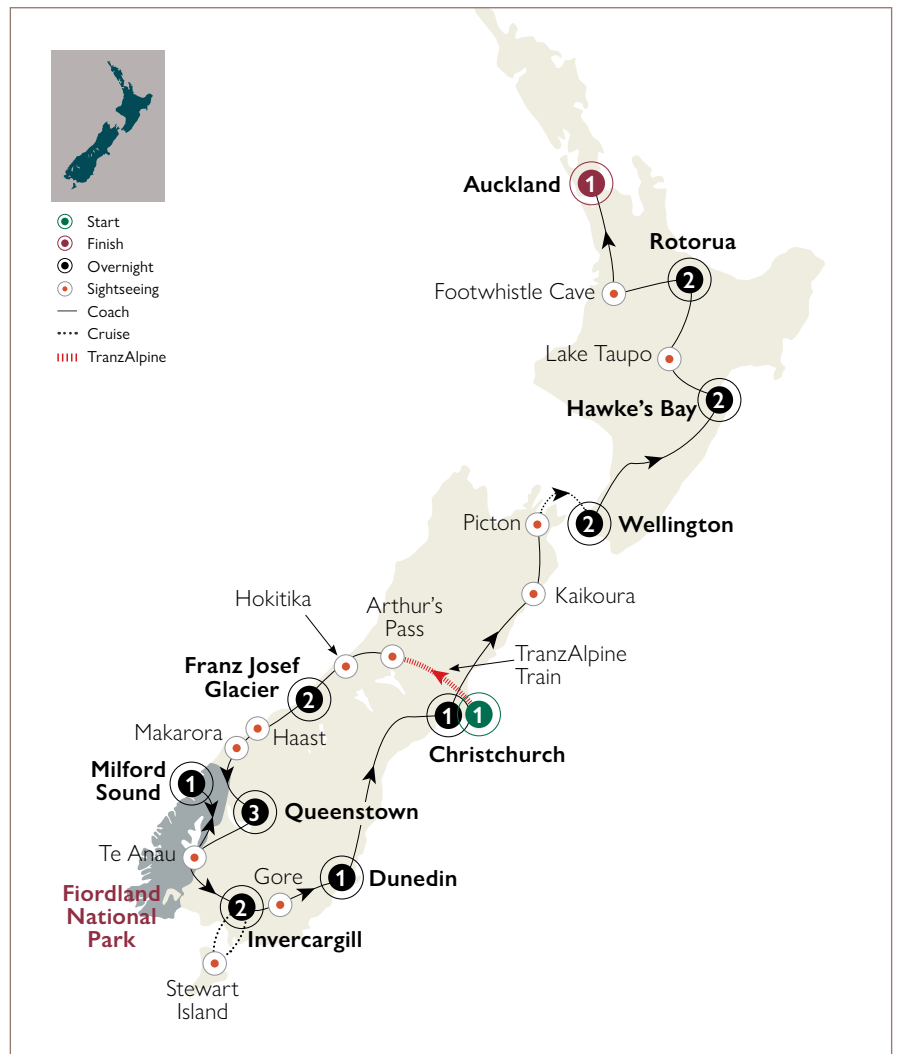 Start
Finish
Overnight
Sightseeing
Coach
Cruise
TranzAlpine
Auckland
1
Rotorua
2
Footwhistle Cave
Lake Taupo
Hawke's Bay
2
Picton
2
Wellington
Kaikoura
Hokitika
Arthur's
Pass
TranzAlpine
Train
Franz Josef
Glacier
2
1
1
Christchurch
Makarora
Haast
Milford
Sound
1
3
Queenstown
Te Anau
Gore
1
Dunedin
Fiordland
National
Park
2
Invercargill
Stewart
Island